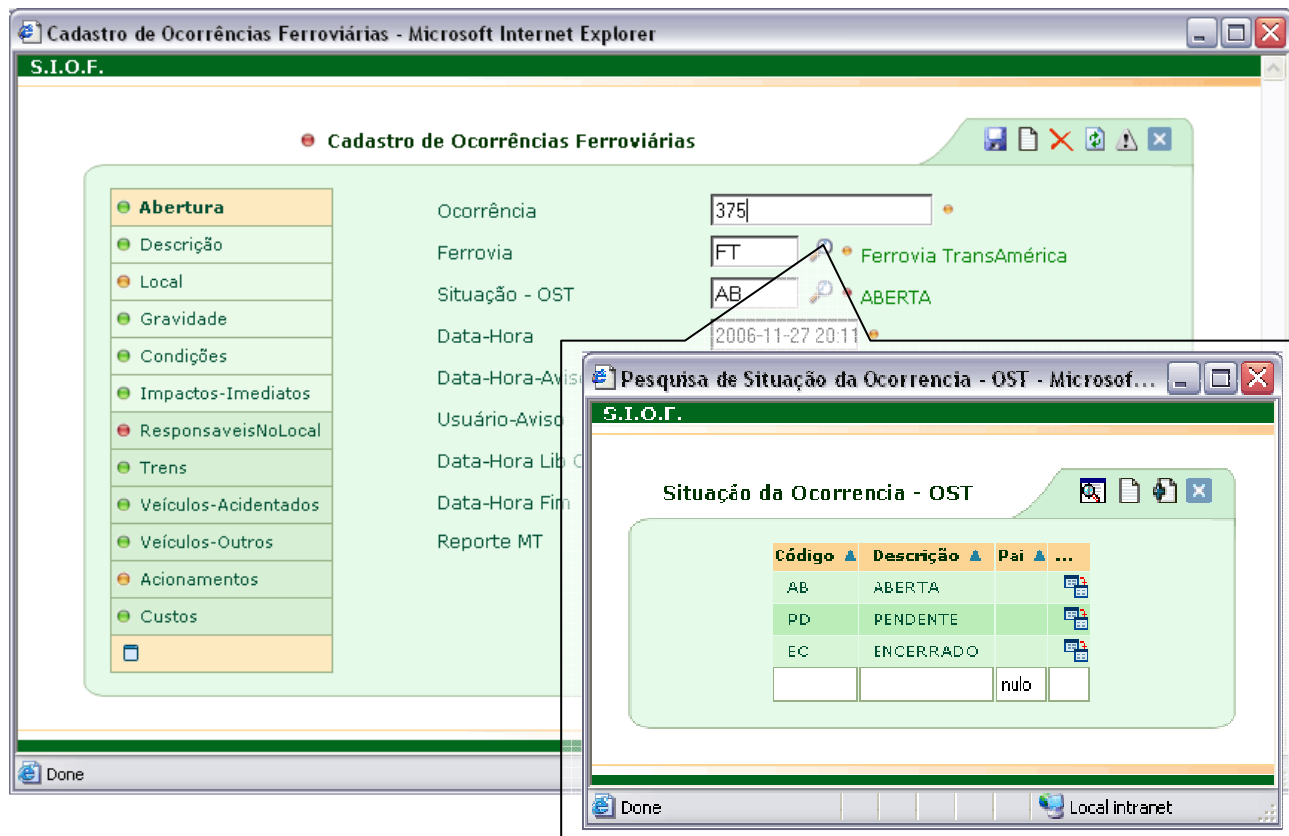 Cadastro de Ocorrências Ferroviárias - Microsoft Internet Explorer
S.I.O.F.
Cadastro de Ocorrências Ferroviárias
Abertura
Descrição
Local
Gravidade
Condições
Impactos-Imediatos
ResponsaveisNoLocal
Trens
Veículos-Acidentados
Veículos-Outros
Acionamentos
Custos
Ocorrência 375
Ferrovia FT Ferrovia TransAmérica
Situação - OST AB ABERTA
Data-Hora 2006-11-27 20:11
Data-Hora-Aviso
Usuário-Aviso
Data-Hora Lib
Data-Hora Fim
Reporte MT
Done
Pesquisa de Situação da Ocorrencia - OST - Microsof...
S.I.O.F.
Situação da Ocorrencia - OST
Código Descrição Pai ...
AB ABERTA
PD PENDENTE
EC ENCERRADO
nulo
Done Local intranet